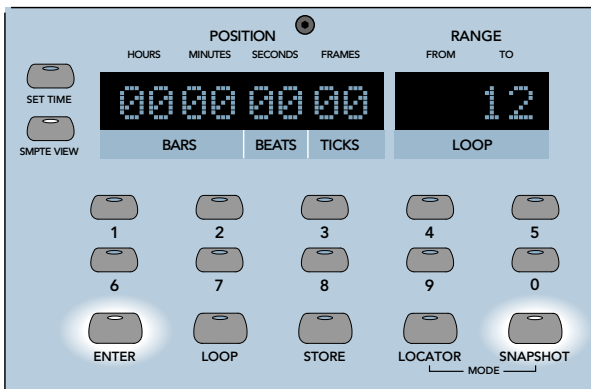 POSITION RANGE
HOURS MINUTES SECONDS FRAMES FROM TO
SET TIME
00 00 00 00 12
SMPTE VIEW
BARS BEATS TICKS LOOP
1 2 3 4 5
6 7 8 9 0
ENTER LOOP STORE LOCATOR SNAPSHOT
MODE